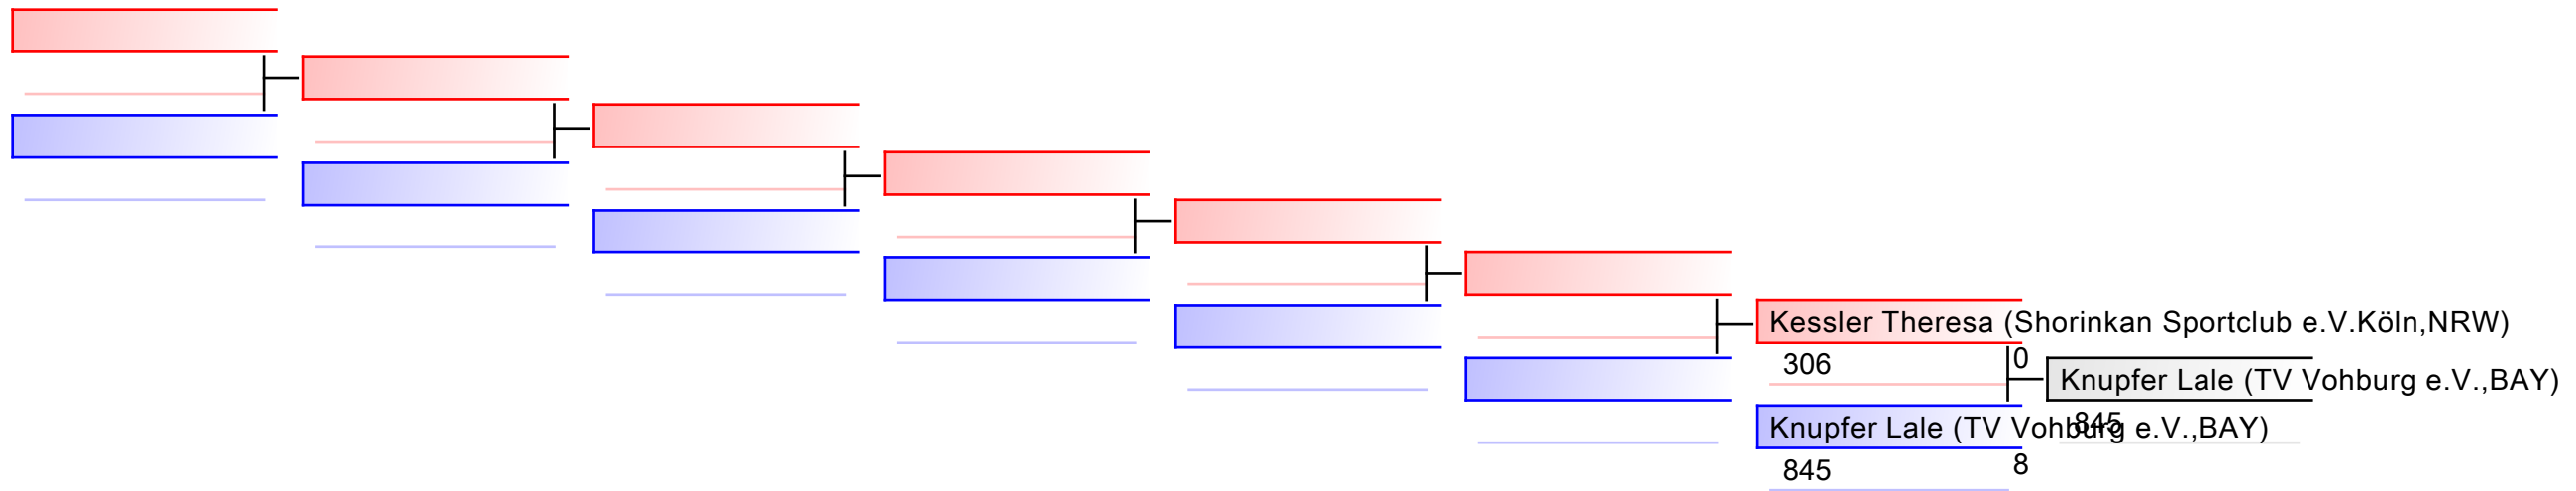 Kessler Theresa (Shorinkan Sportclub e.V.Köln,NRW)
306 0
Knupfer Lale (TV Vohburg e.V.,BAY)
845
Knupfer Lale (TV Vohburg e.V.,BAY)
845 8